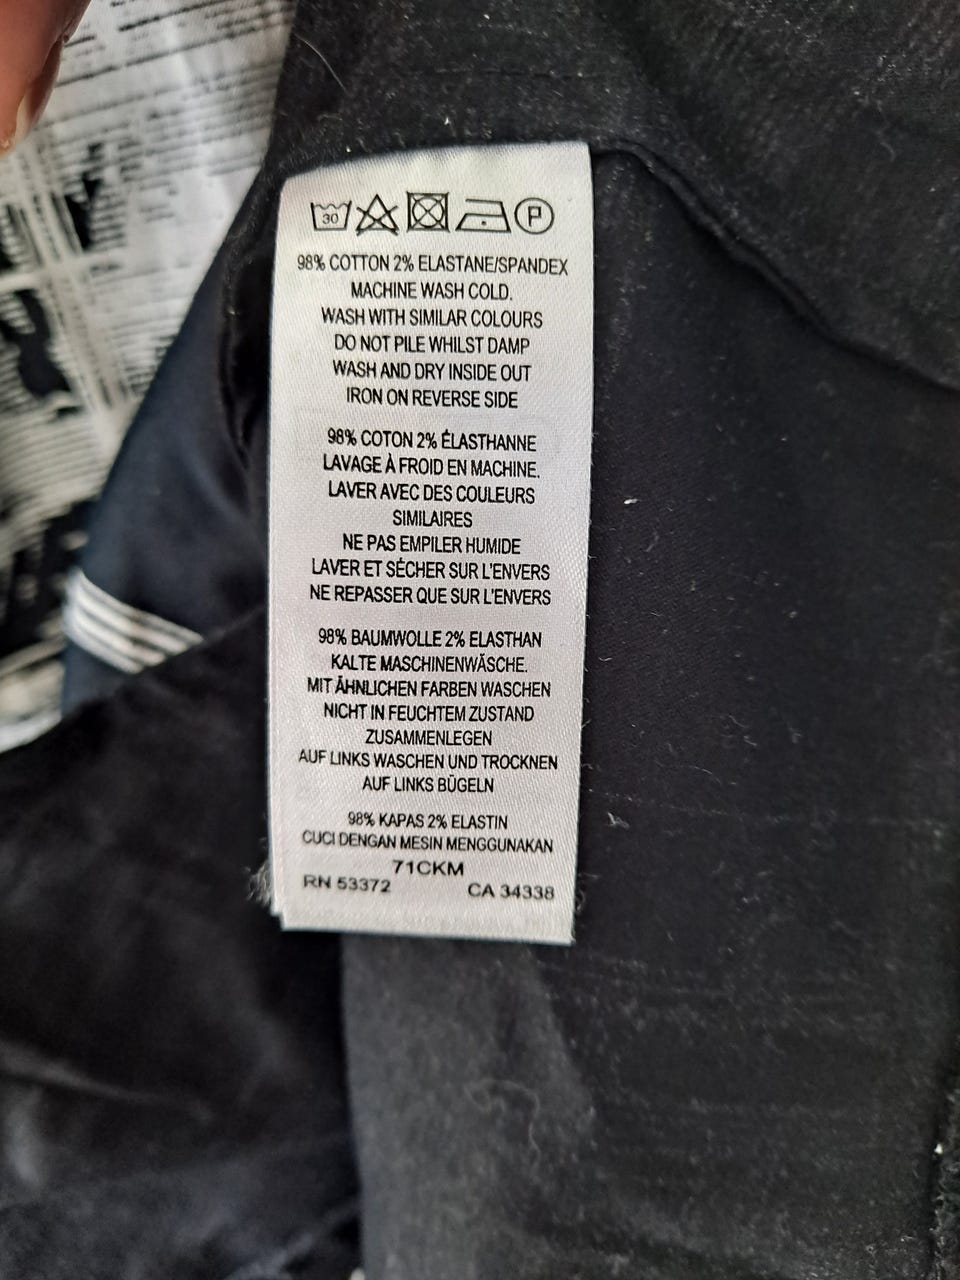 30 P
98% COTTON 2% ELASTANE/SPANDEX
MACHINE WASH COLD.
WASH WITH SIMILAR COLOURS
DO NOT PILE WHILST DAMP
WASH AND DRY INSIDE OUT
IRON ON REVERSE SIDE
98% COTON 2% ÉLASTHANNE
LAVAGE À FROID EN MACHINE.
LAVER AVEC DES COULEURS
SIMILAIRES
NE PAS EMPILER HUMIDE
LAVER ET SÉCHER SUR L'ENVERS
NE REPASSER QUE SUR L'ENVERS
98% BAUMWOLLE 2% ELASTHAN
KALTE MASCHINENWÄSCHE.
MIT ÄHNLICHEN FARBEN WASCHEN
NICHT IN FEUCHTEM ZUSTAND
ZUSAMMENLEGEN
AUF LINKS WASCHEN UND TROCKNEN
AUF LINKS BÜGELN
98% KAPAS 2% ELASTIN
CUCI DENGAN MESIN MENGGUNAKAN
71CKM
RN 53372 CA 34338